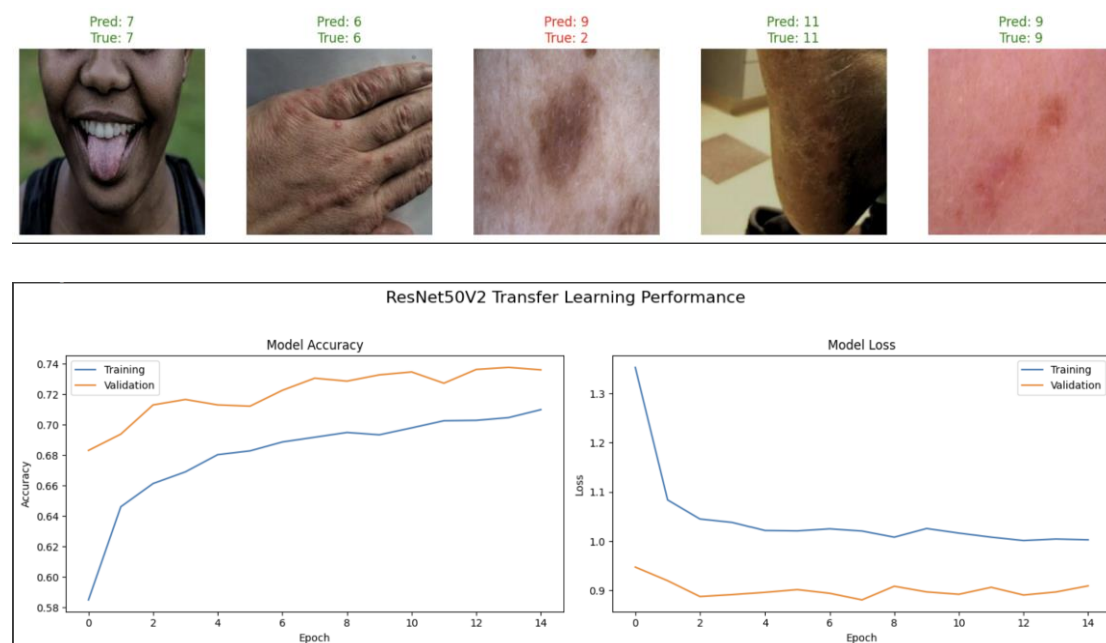 Pred: 7
True: 7
Pred: 6
True: 6
Pred: 9
True: 2
Pred: 11
True: 11
Pred: 9
True: 9
ResNet50V2 Transfer Learning Performance
Model Accuracy
Training
Validation
0.74
0.72
0.70
0.68
0.66
0.64
0.62
0.60
0.58
Accuracy
0 2 4 6 8 10 12 14
Epoch
Model Loss
Training
Validation
1.3
1.2
1.1
1.0
0.9
Loss
0 2 4 6 8 10 12 14
Epoch